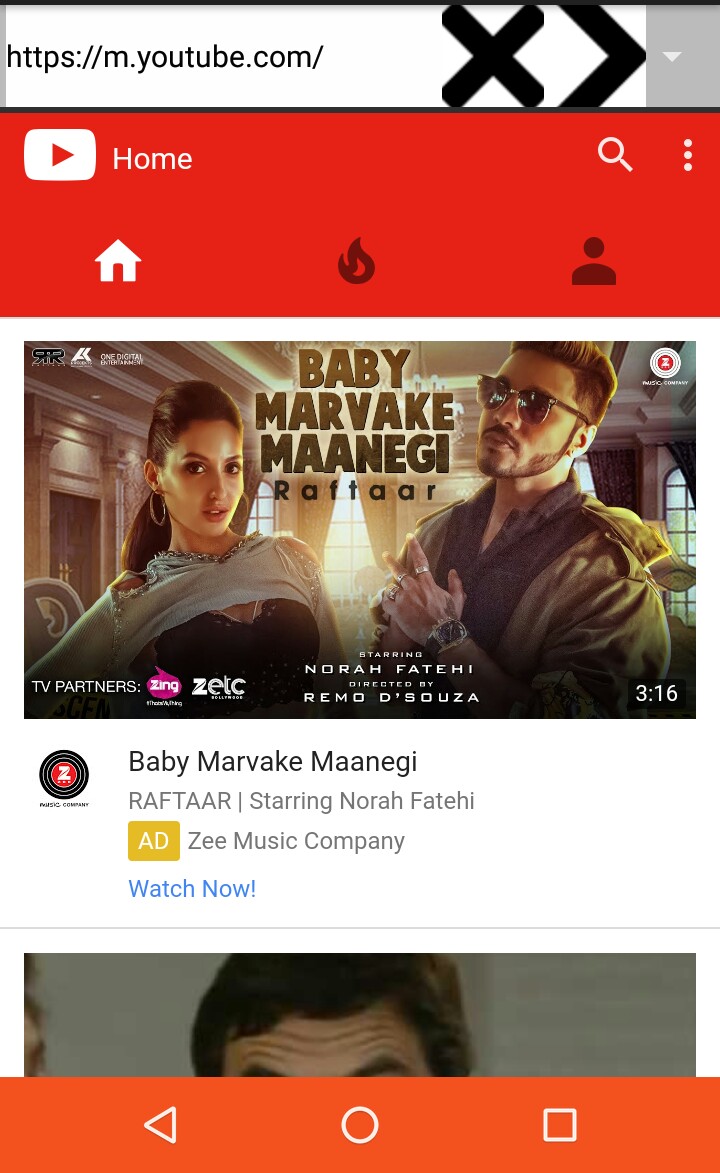 https://m.youtube.com/
Home
ONE DIGITAL
ENTERTAINMENT
BABY
MARVAKE
MAANEGI
Raftaar
MUSIC COMPANY
STARRING
NORAH FATEHI
DIRECTED BY
REMO D'SOUZA
TV PARTNERS: zing zetc
BOLLYWOOD
3:16
Baby Marvake Maanegi
RAFTAAR | Starring Norah Fatehi
MUSIC COMPANY
AD Zee Music Company
Watch Now!